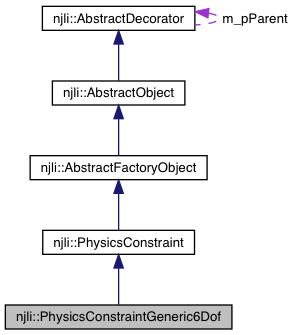 njli::AbstractDecorator
m_pParent
njli::AbstractObject
njli::AbstractFactoryObject
njli::PhysicsConstraint
njli::PhysicsConstraintGeneric6Dof